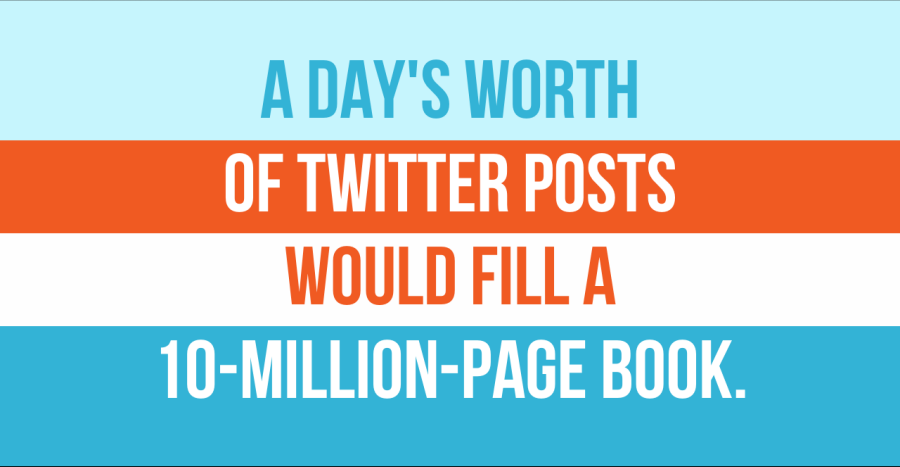 A DAY'S WORTH
OF TWITTER POSTS
WOULD FILL A
10-MILLION-PAGE BOOK.